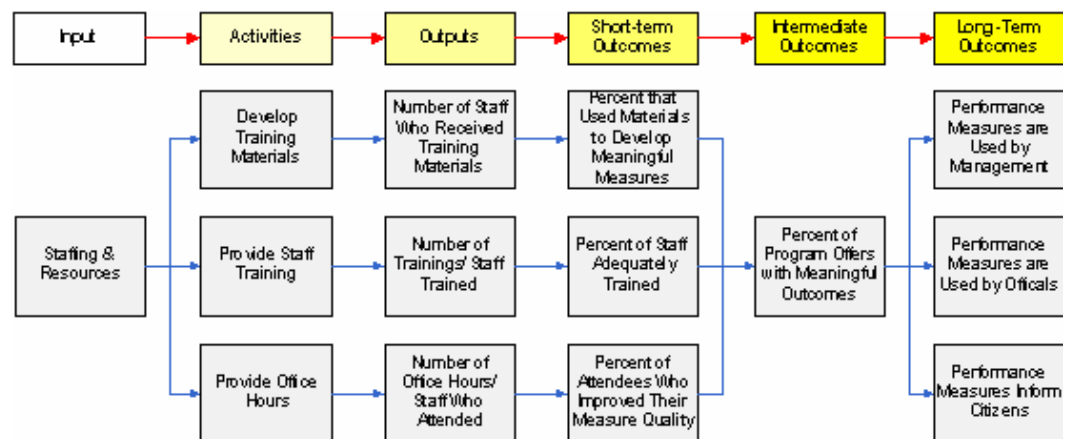 Input
Activities
Outputs
Short-term
Outcomes
Intermediate
Outcomes
Long-Term
Outcomes
Develop
Training
Materials
Number of Staff
Who Received
Training
Materials
Percent that
Used Materials
to Develop
Meaningful
Measures
Performance
Measures are
Used by
Management
Staffing &
Resources
Provide Staff
Training
Number of
Trainings/ Staff
Trained
Percent of Staff
Adequately
Trained
Percent of
Program Offers
with Meaningful
Outcomes
Performance
Measures are
Used by Officals
Provide Office
Hours
Number of
Office Hours/
Staff Who
Attended
Percent of
Attendees Who
Improved Their
Measure Quality
Performance
Measures Inform
Citizens